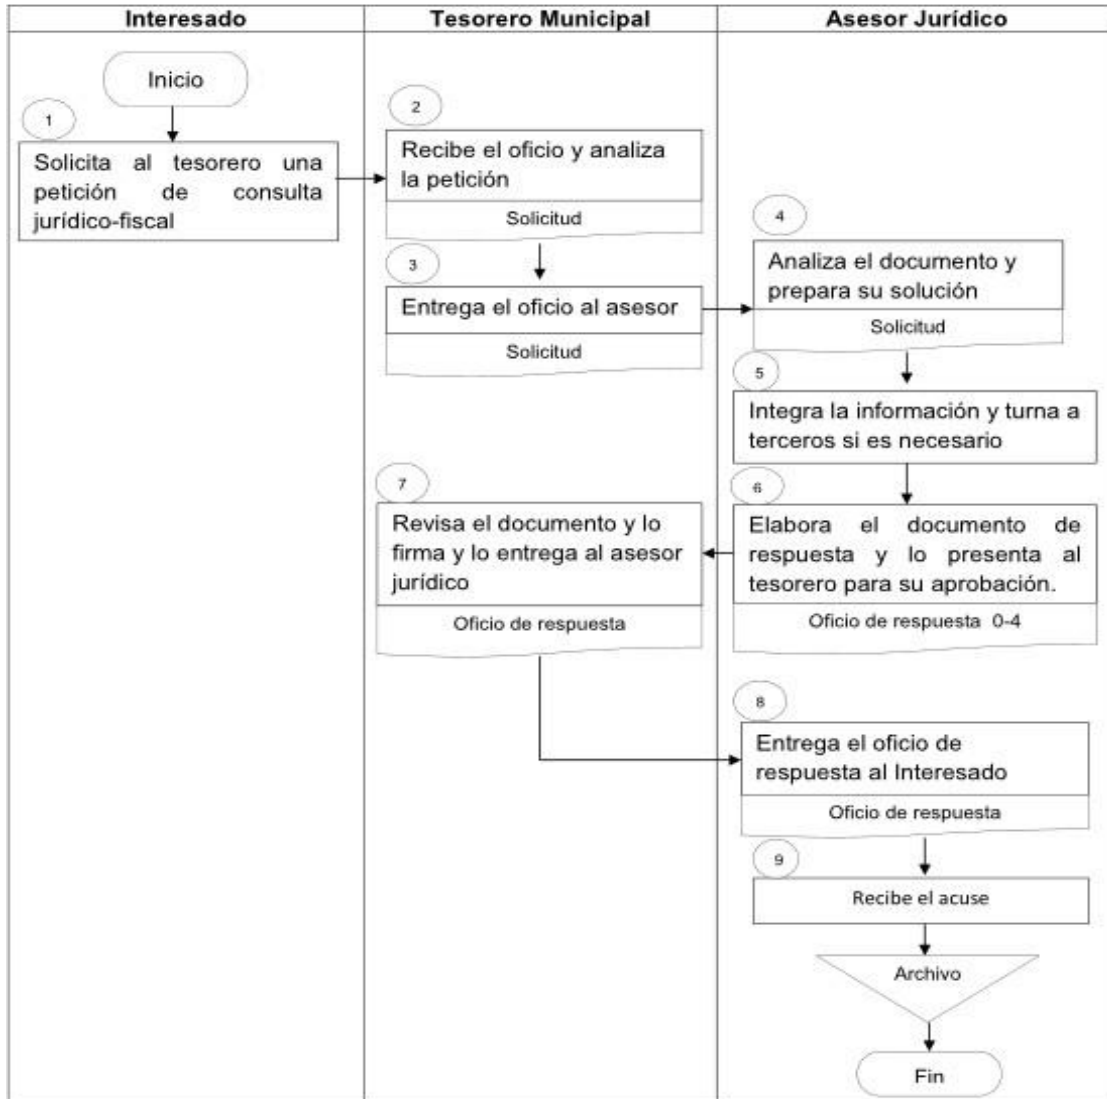 Interesado
Tesorero Municipal
Asesor Jurídico
Inicio
1
Solicita al tesorero una
petición de consulta
jurídico-fiscal
2
Recibe el oficio y analiza
la petición
Solicitud
3
Entrega el oficio al asesor
Solicitud
4
Analiza el documento y
prepara su solución
Solicitud
5
Integra la información y turna a
terceros si es necesario
6
Elabora el documento de
respuesta y lo presenta al
tesorero para su aprobación.
Oficio de respuesta 0-4
7
Revisa el documento y lo
firma y lo entrega al asesor
jurídico
Oficio de respuesta
8
Entrega el oficio de
respuesta al Interesado
Oficio de respuesta
9
Recibe el acuse
Archivo
Fin